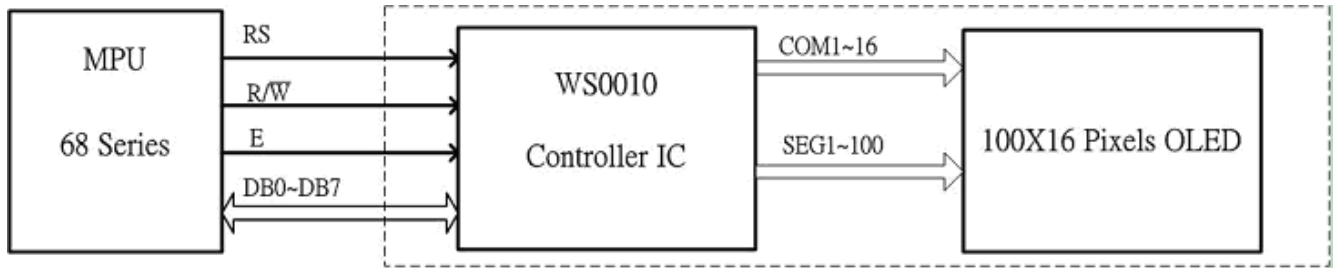 MPU
68 Series
RS
R/W̅
E
DB0~DB7
WS0010
Controller IC
COM1~16
SEG1~100
100X16 Pixels OLED